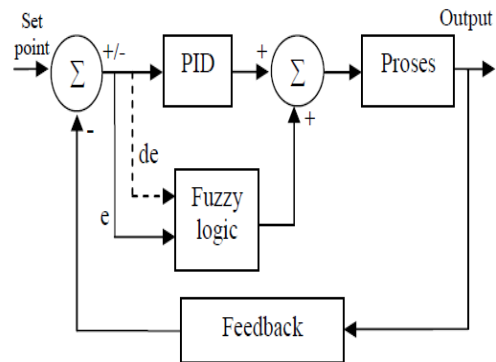 Set
point
Σ
+/-
PID
+
Σ
+
Proses
Output
-
de
e
Fuzzy
logic
Feedback